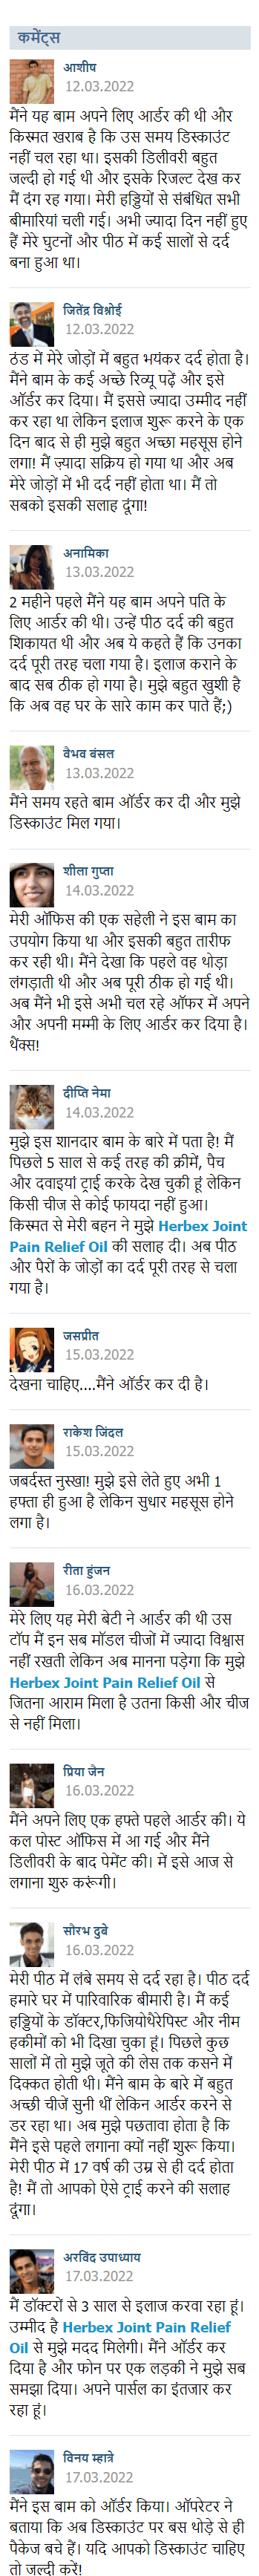 कमेंट्स
आशीष
12.03.2022
मैंने यह बाम अपने लिए आर्डर की थी और
किस्मत खराब है कि उस समय डिस्काउंट
नहीं चल रहा था। इसकी डिलीवरी बहुत
जल्दी हो गई थी और इसके रिजल्ट देख कर
मैं दंग रह गया। मेरी हड्डियों से संबंधित सभी
बीमारियां चली गई। अभी ज्यादा दिन नहीं हुए
हैं मेरे घुटनों और पीठ में कई सालों से दर्द
बना हुआ था।
जितेंद्र विश्नोई
12.03.2022
ठंड में मेरे जोड़ों में बहुत भयंकर दर्द होता है।
मैंने बाम के कई अच्छे रिव्यू पढ़ें और इसे
ऑर्डर कर दिया। मैं इससे ज्यादा उम्मीद नहीं
कर रहा था लेकिन इलाज शुरू करने के एक
दिन बाद से ही मुझे बहुत अच्छा महसूस होने
लगा! मैं ज़्यादा सक्रिय हो गया था और अब
मेरे जोड़ों में भी दर्द नहीं होता था। मैं तो
सबको इसकी सलाह दूंगा!
अनामिका
13.03.2022
2 महीने पहले मैंने यह बाम अपने पति के
लिए आर्डर की थी। उन्हें पीठ दर्द की बहुत
शिकायत थी और अब ये कहते हैं कि उनका
दर्द पूरी तरह चला गया है। इलाज कराने के
बाद सब ठीक हो गया है। मुझे बहुत खुशी है
कि अब वह घर के सारे काम कर पाते हैं;)
वैभव बंसल
13.03.2022
मैंने समय रहते बाम ऑर्डर कर दी और मुझे
डिस्काउंट मिल गया।
शीला गुप्ता
14.03.2022
मेरी ऑफिस की एक सहेली ने इस बाम का
उपयोग किया था और इसकी बहुत तारीफ
कर रही थी। मैंने देखा कि पहले वह थोड़ा
लंगड़ाती थी और अब पूरी ठीक हो गई थी।
अब मैंने भी इसे अभी चल रहे ऑफर में अपने
और अपनी मम्मी के लिए आर्डर कर दिया है।
थैंक्स!
दीप्ति नेमा
14.03.2022
मुझे इस शानदार बाम के बारे में पता है! मैं
पिछले 5 साल से कई तरह की क्रीमें, पैच
और दवाइयां ट्राई करके देख चुकी हूं लेकिन
किसी चीज से कोई फायदा नहीं हुआ।
किस्मत से मेरी बहन ने मुझे Herbex Joint
Pain Relief Oil की सलाह दी। अब पीठ
और पैरों के जोड़ों का दर्द पूरी तरह से चला
गया है।
जसप्रीत
15.03.2022
देखना चाहिए....मैंने ऑर्डर कर दी है।
राकेश जिंदल
15.03.2022
जबर्दस्त नुस्खा! मुझे इसे लेते हुए अभी 1
हफ्ता ही हुआ है लेकिन सुधार महसूस होने
लगा है।
रीता हुंजन
16.03.2022
मेरे लिए यह मेरी बेटी ने आर्डर की थी उस
टॉप मैं इन सब मॉडल चीजों में ज्यादा विश्वास
नहीं रखती लेकिन अब मानना पड़ेगा कि मुझे
Herbex Joint Pain Relief Oil से
जितना आराम मिला है उतना किसी और चीज
से नहीं मिला।
प्रिया जैन
16.03.2022
मैंने अपने लिए एक हफ्ते पहले आर्डर की। ये
कल पोस्ट ऑफिस में आ गई और मैंने
डिलीवरी के बाद पेमेंट की। में इसे आज से
लगाना शुरु करूंगी।
सौरभ दुबे
16.03.2022
मेरी पीठ में लंबे समय से दर्द रहा है। पीठ दर्द
हमारे घर में पारिवारिक बीमारी है। मैं कई
हड्डियों के डॉक्टर,फिजियोथैरेपिस्ट और नीम
हकीमों को भी दिखा चुका हूं। पिछले कुछ
सालों में तो मुझे जूते की लेस तक कसने में
दिक्कत होती थी। मैंने बाम के बारे में बहुत
अच्छी चीजें सुनी थीं लेकिन आर्डर करने से
डर रहा था। अब मुझे पछतावा होता है कि
मैंने इसे पहले लगाना क्यों नहीं शुरू किया।
मेरी पीठ में 17 वर्ष की उम्र से ही दर्द होता
है! मैं तो आपको ऐसे ट्राई करने की सलाह
दूंगा।
अरविंद उपाध्याय
17.03.2022
मैं डॉक्टरों से 3 साल से इलाज करवा रहा हूं।
उम्मीद है Herbex Joint Pain Relief
Oil से मुझे मदद मिलेगी। मैंने ऑर्डर कर
दिया है और फोन पर एक लड़की ने मुझे सब
समझा दिया। अपने पार्सल का इंतजार कर
रहा हूं।
विनय म्हात्रे
17.03.2022
मैंने इस बाम को ऑर्डर किया। ऑपरेटर ने
बताया कि अब डिस्काउंट पर बस थोड़े से ही
पैकेज बचे हैं। यदि आपको डिस्काउंट चाहिए
तो जल्दी करें!